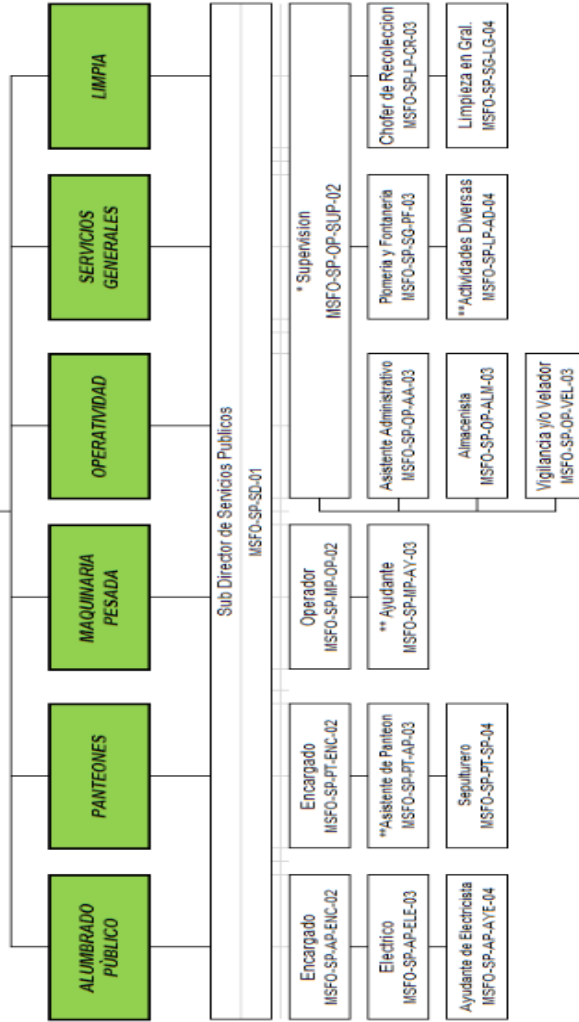 ALUMBRADO
PÙBLICO
PANTEONES
MAQUINARIA
PESADA
OPERATIVIDAD
SERVICIOS
GENERALES
LIMPIA
Sub Director de Servicios Publicos
MSFO-SP-SD-01
Encargado
MSFO-SP-AP-ENC-02
Encargado
MSFO-SP-PT-ENC-02
Operador
MSFO-SP-MP-OP-02
* Supervision
MSFO-SP-OP-SUP-02
Electrico
MSFO-SP-AP-ELE-03
**Asistente de Panteon
MSFO-SP-PT-AP-03
** Ayudante
MSFO-SP-MP-AY-03
Asistente Administrativo
MSFO-SP-OP-AA-03
Plomeria y Fontaneria
MSFO-SP-SG-PF-03
Chofer de Recoleccion
MSFO-SP-LP-CR-03
Ayudante de Electricista
MSFO-SP-AP-AYE-04
Sepulturero
MSFO-SP-PT-SP-04
Almacenista
MSFO-SP-OP-ALM-03
**Actividades Diversas
MSFO-SP-LP-AD-04
Limpieza en Gral.
MSFO-SP-SG-LG-04
Vigilancia y/o Velador
MSFO-SP-OP-VEL-03